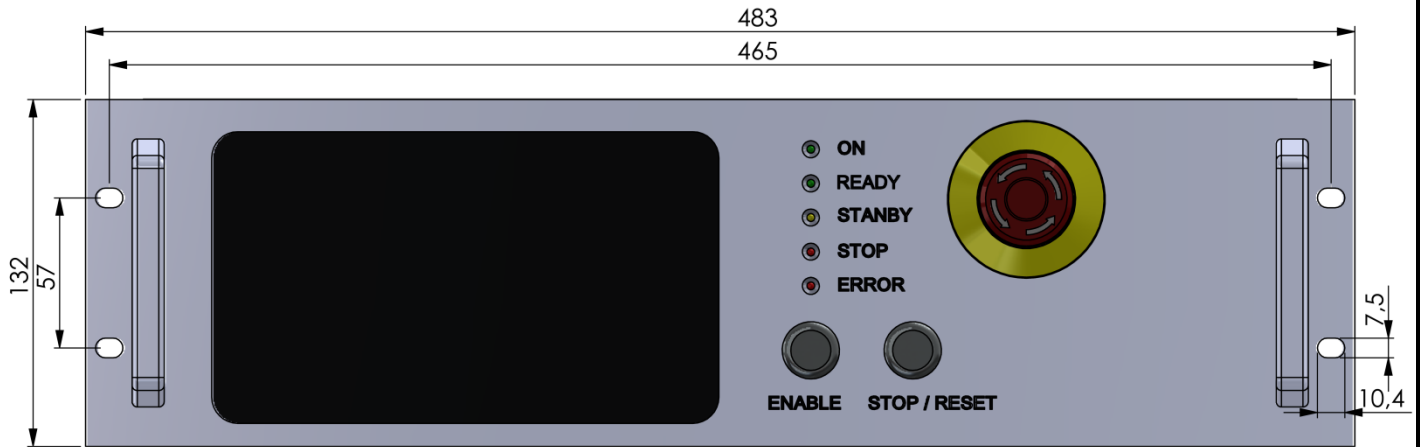 483
465
ON
READY
STANBY
STOP
ERROR
132
57
7,5
10,4
ENABLE
STOP / RESET